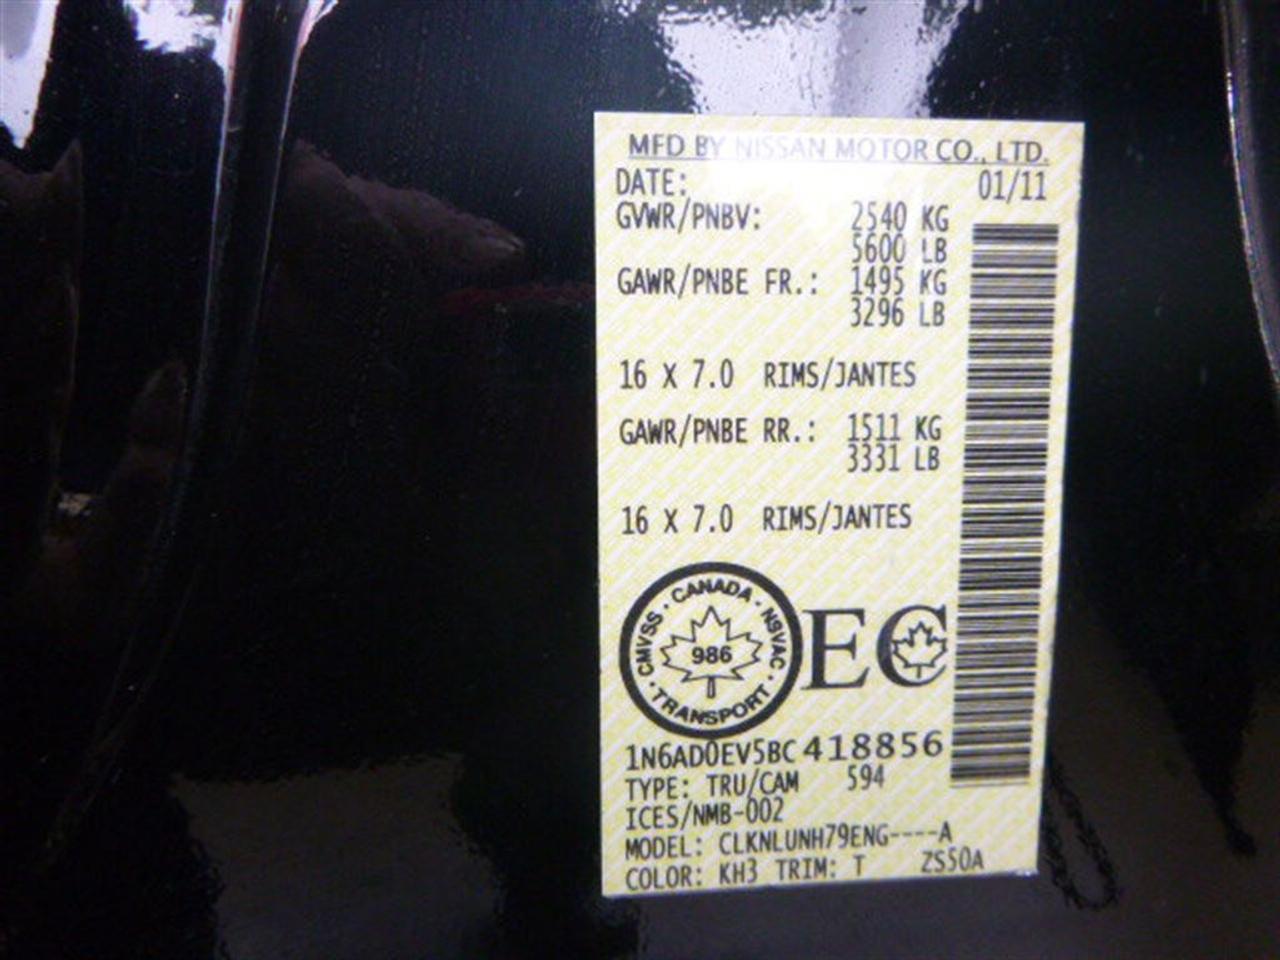 MFD BY NISSAN MOTOR CO., LTD.
DATE: 01/11
GVWR/PNBV: 2540 KG
5600 LB
GAWR/PNBE FR.: 1495 KG
3296 LB
16 X 7.0 RIMS/JANTES
GAWR/PNBE RR.: 1511 KG
3331 LB
16 X 7.0 RIMS/JANTES
CMVSS · CANADA · NSVAC · TRANSPORT
986
EC
1N6AD0EV5BC418856
TYPE: TRU/CAM 594
ICES/NMB-002
MODEL: CLKNLUNH79ENG----A
COLOR: KH3 TRIM: T ZS50A